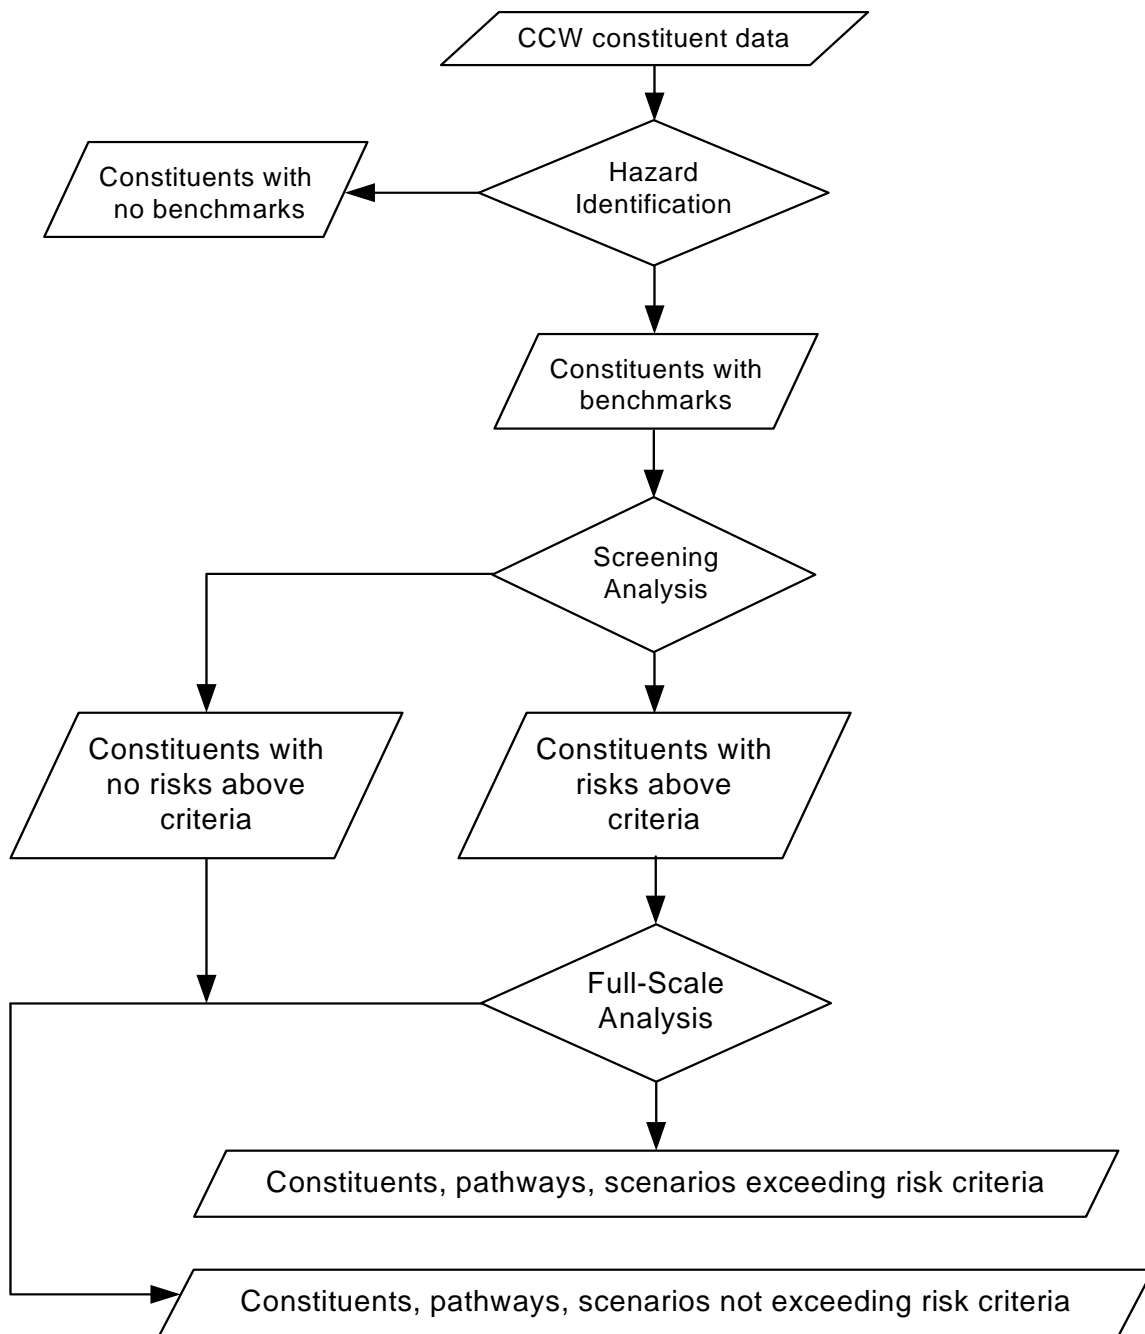 CCW constituent data
Hazard
Identification
Constituents with
no benchmarks
Constituents with
benchmarks
Screening
Analysis
Constituents with
no risks above
criteria
Constituents with
risks above
criteria
Full-Scale
Analysis
Constituents, pathways, scenarios exceeding risk criteria
Constituents, pathways, scenarios not exceeding risk criteria